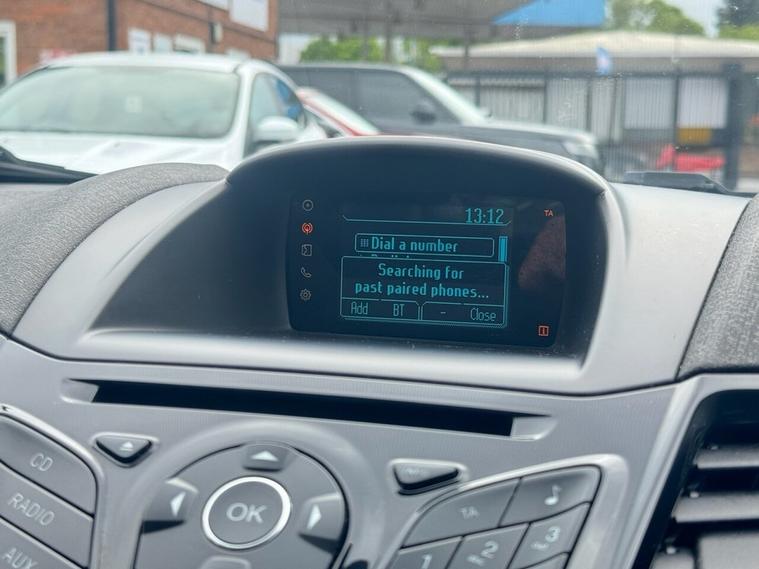 13:12
TA
Dial a number
Searching for
past paired phones...
Add BT - Close
CD
RADIO
AUX
OK
TA
1
2
3